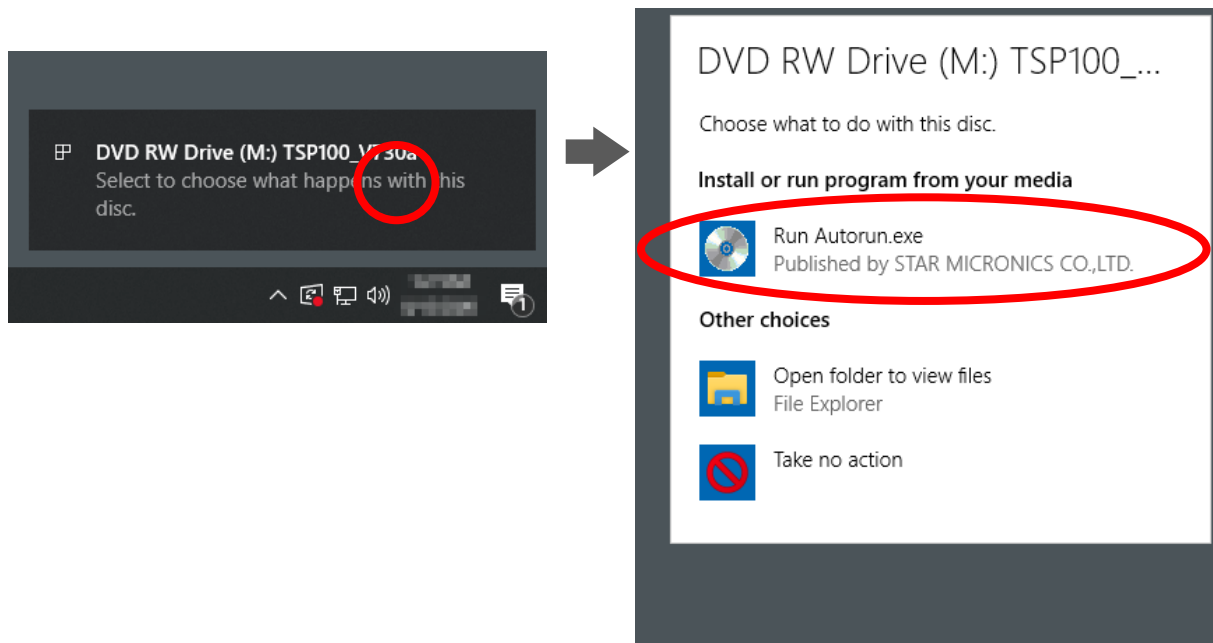 DVD RW Drive (M:) TSP100_V730a
Select to choose what happens with this
disc.
1
DVD RW Drive (M:) TSP100_...
Choose what to do with this disc.
Install or run program from your media
Run Autorun.exe
Published by STAR MICRONICS CO.,LTD.
Other choices
Open folder to view files
File Explorer
Take no action